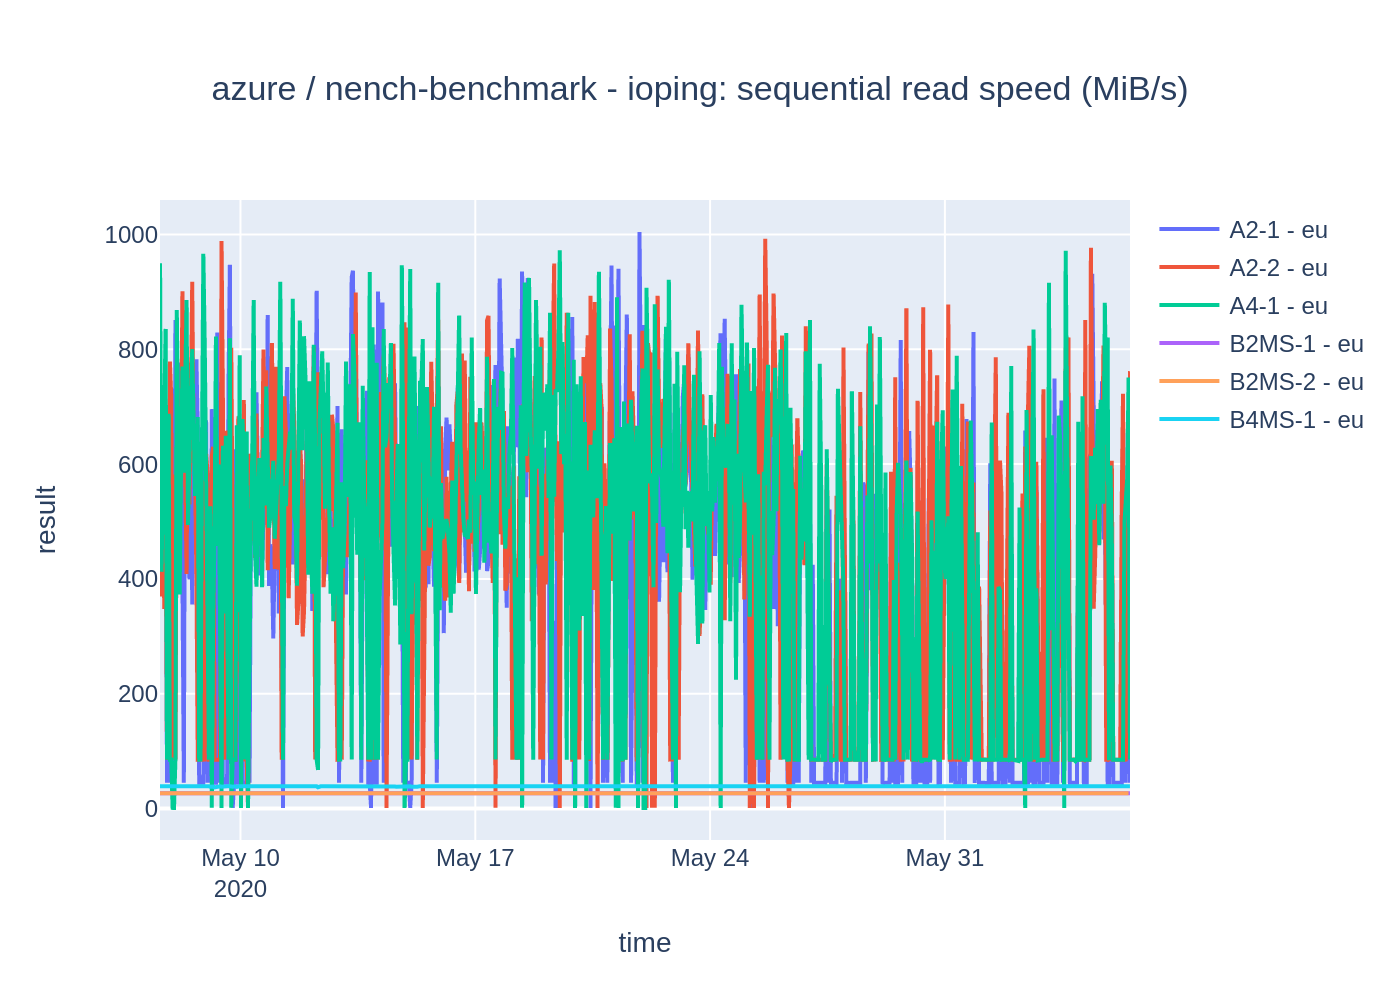 azure / nench-benchmark - ioping: sequential read speed (MiB/s)
1000
800
600
400
200
0
result
May 10
2020
May 17
May 24
May 31
time
A2-1 - eu
A2-2 - eu
A4-1 - eu
B2MS-1 - eu
B2MS-2 - eu
B4MS-1 - eu